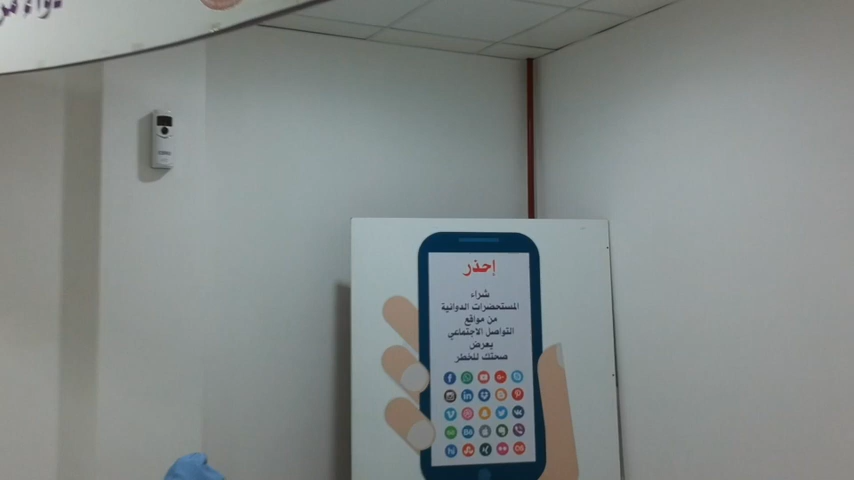 إحذر
شراء
المستحضرات الدوائية
من مواقع
التواصل الاجتماعي
يعرض
صحتك للخطر